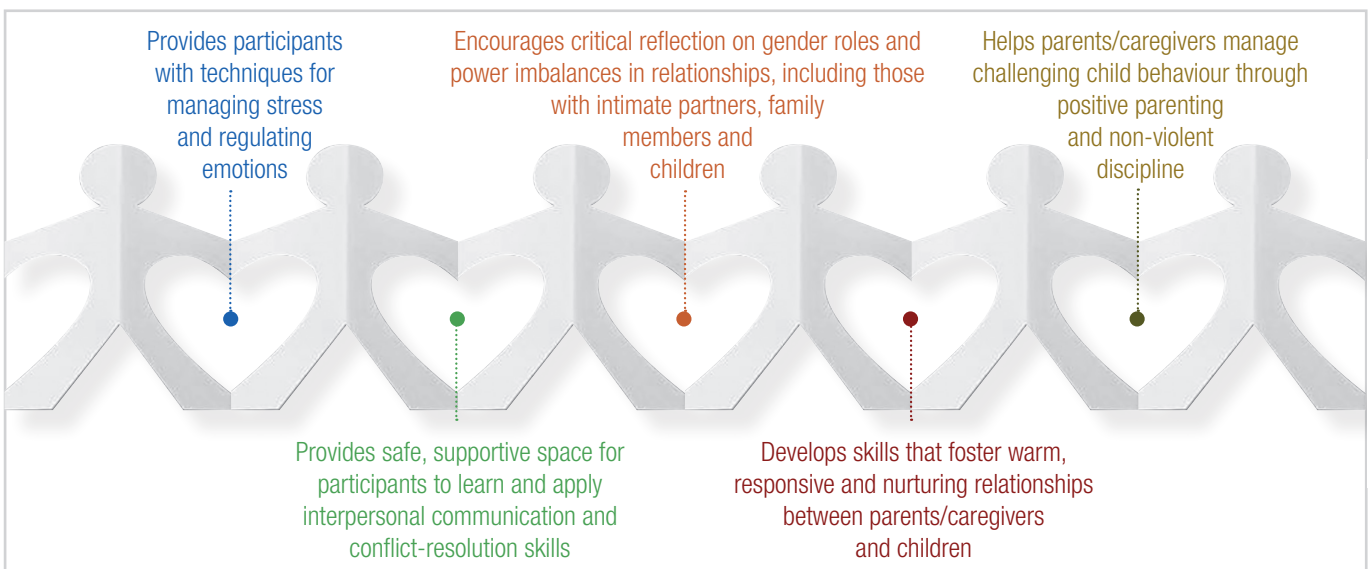 Provides participants
with techniques for
managing stress
and regulating
emotions
Encourages critical reflection on gender roles and
power imbalances in relationships, including those
with intimate partners, family
members and
children
Helps parents/caregivers manage
challenging child behaviour through
positive parenting
and non-violent
discipline
Provides safe, supportive space for
participants to learn and apply
interpersonal communication and
conflict-resolution skills
Develops skills that foster warm,
responsive and nurturing relationships
between parents/caregivers
and children